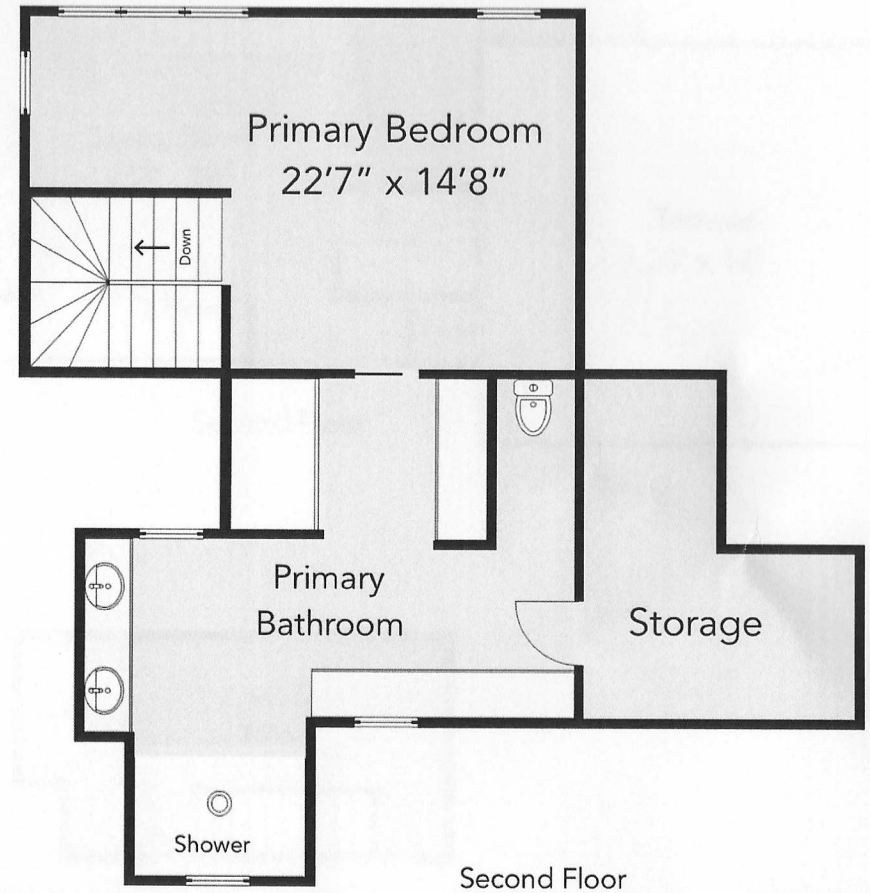 Primary Bedroom
22'7” x 14'8”
Down
Primary
Bathroom
Storage
Shower
Second Floor